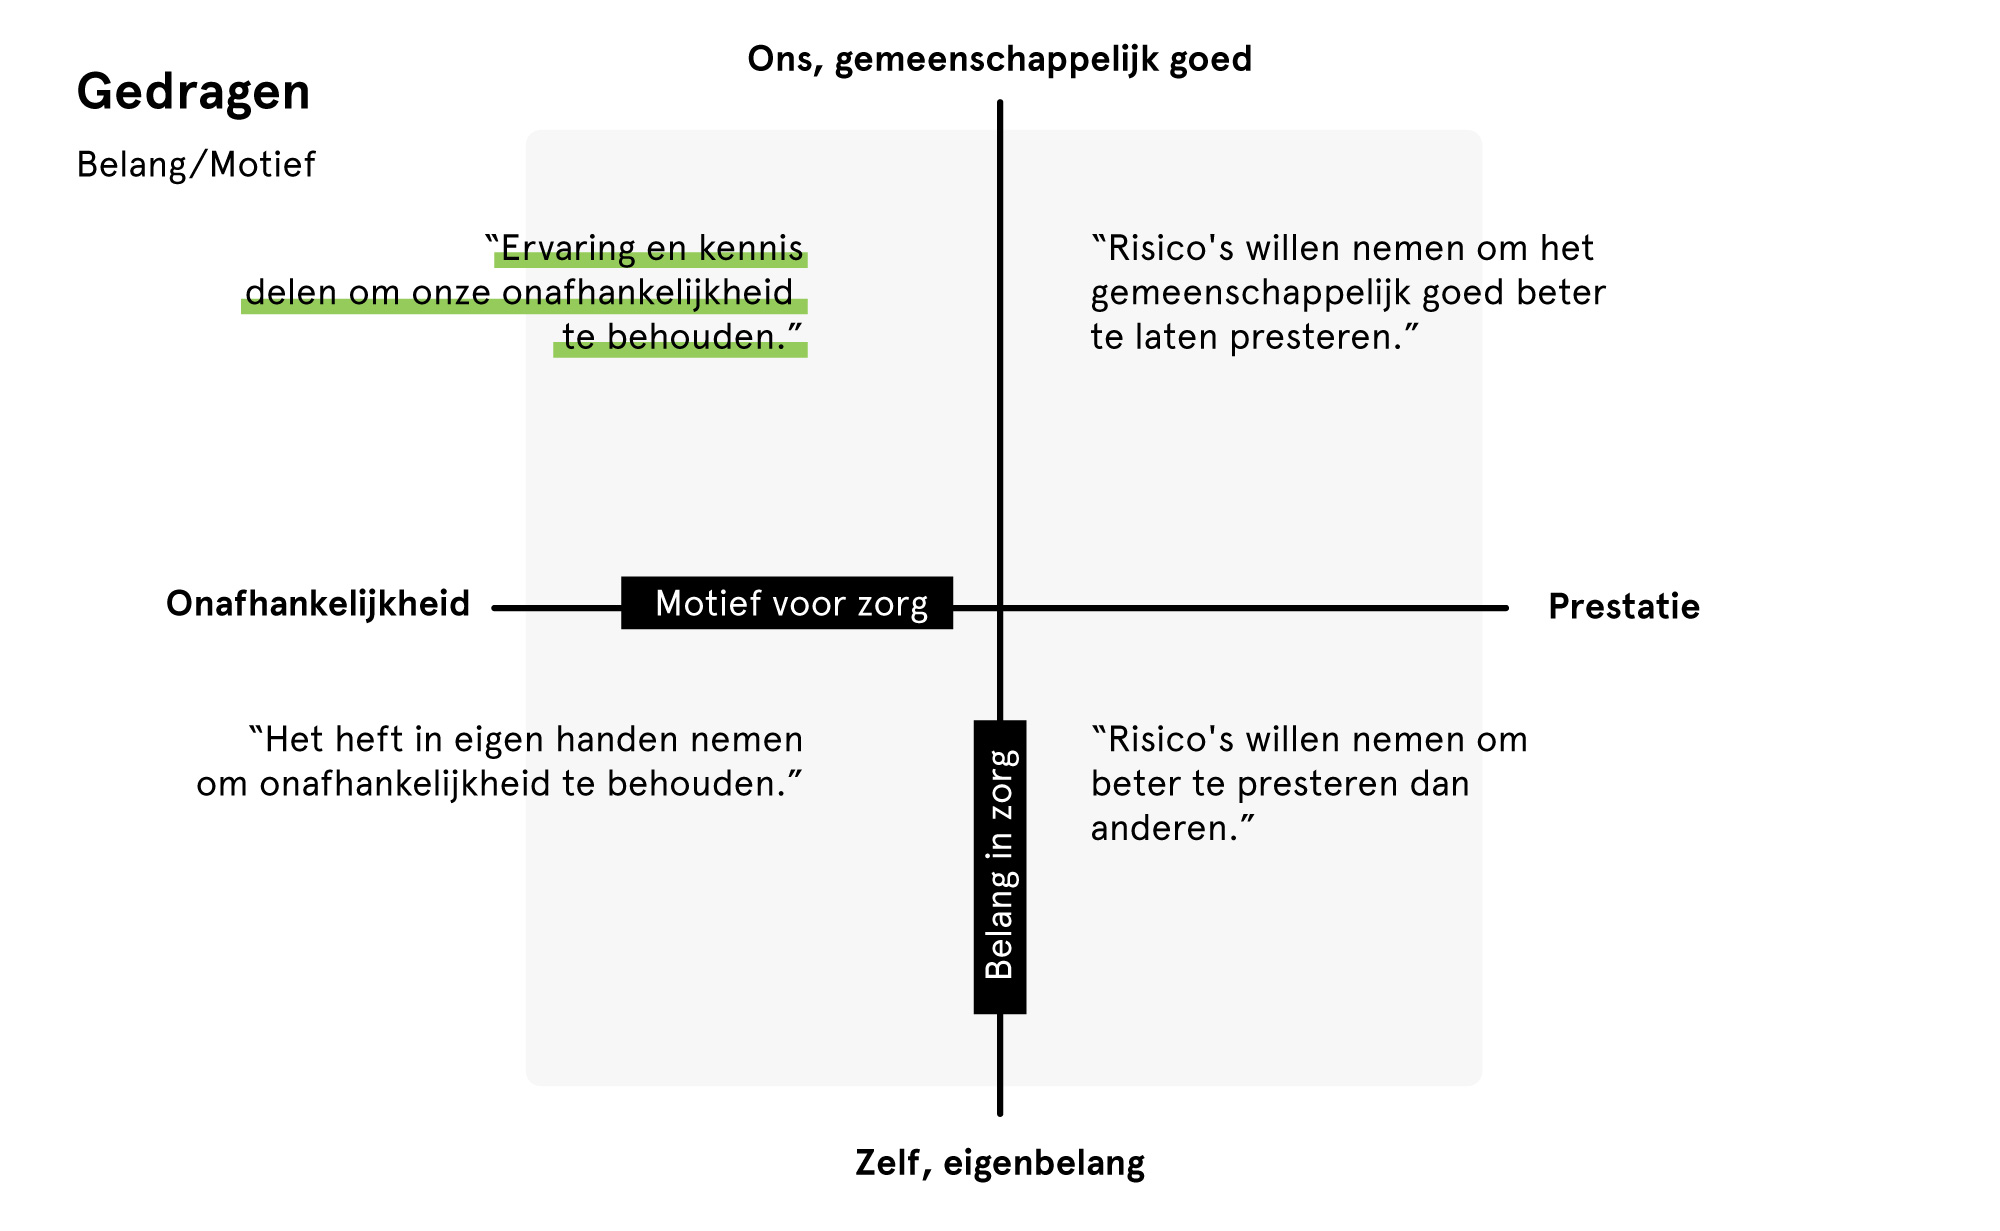 Gedragen
Belang/Motief
Ons, gemeenschappelijk goed
“Ervaring en kennis
delen om onze onafhankelijkheid
te behouden.”
“Risico's willen nemen om het
gemeenschappelijk goed beter
te laten presteren.”
Onafhankelijkheid
Motief voor zorg
Prestatie
“Het heft in eigen handen nemen
om onafhankelijkheid te behouden.”
Belang in zorg
“Risico's willen nemen om
beter te presteren dan
anderen.”
Zelf, eigenbelang